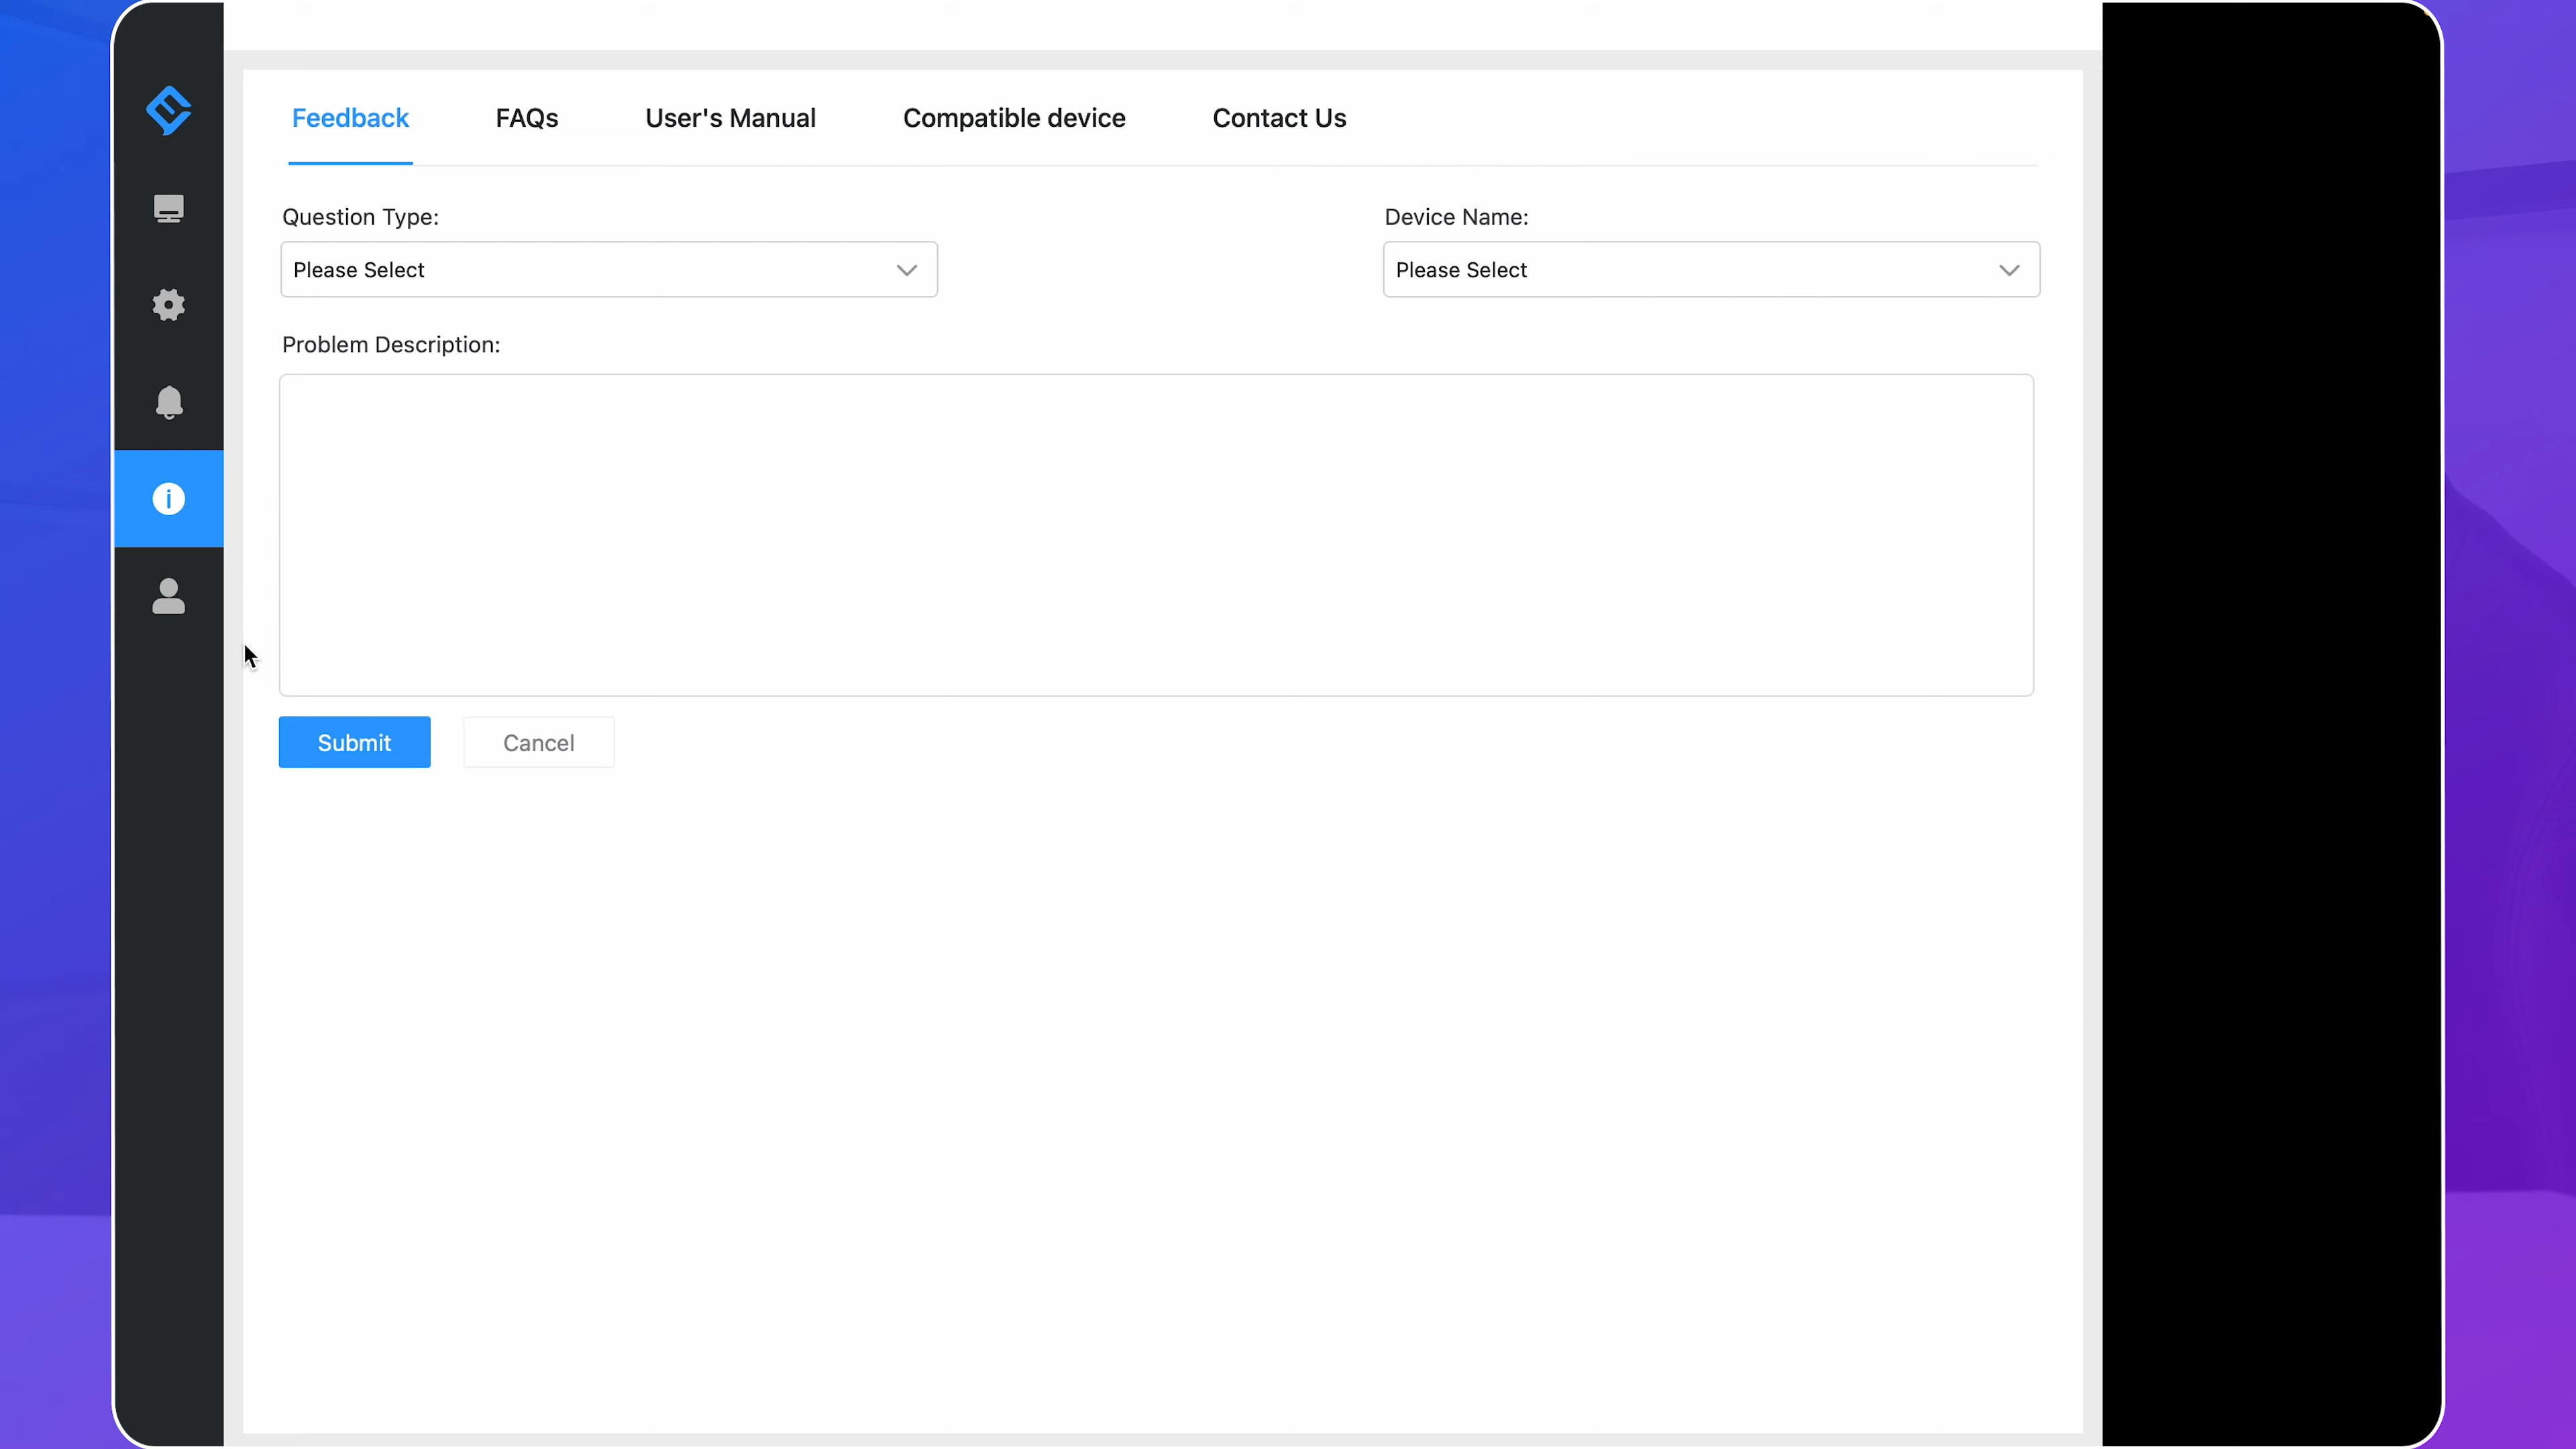 Feedback FAQs User's Manual Compatible device Contact Us
Question Type: Device Name:
Please Select Please Select
Problem Description:
Submit Cancel